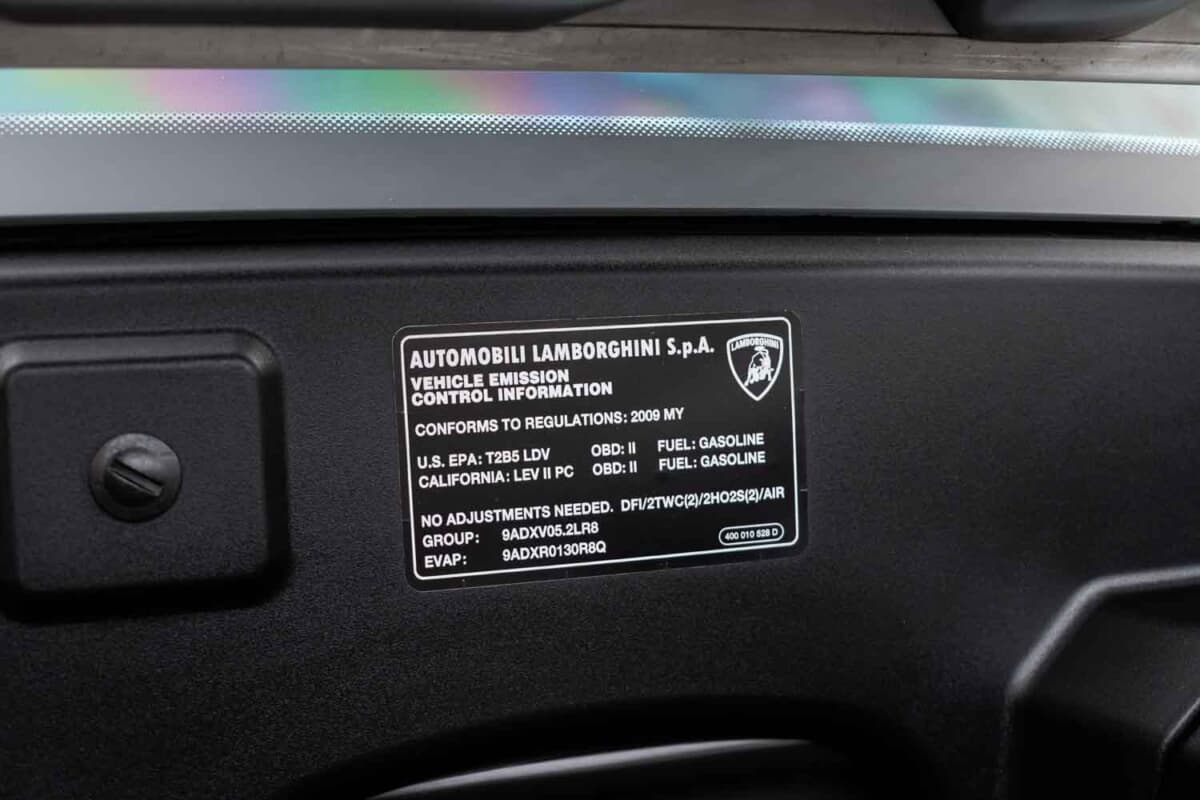 AUTOMOBILI LAMBORGHINI S.p.A.
LAMBORGHINI
VEHICLE EMISSION
CONTROL INFORMATION
CONFORMS TO REGULATIONS: 2009 MY
U.S. EPA: T2B5 LDV OBD: II FUEL: GASOLINE
CALIFORNIA: LEV II PC OBD: II FUEL: GASOLINE
NO ADJUSTMENTS NEEDED. DFI/2TWC(2)/2HO2S(2)/AIR
GROUP: 9ADXV05.2LR8
EVAP: 9ADXR0130R8Q
400 010 528 D